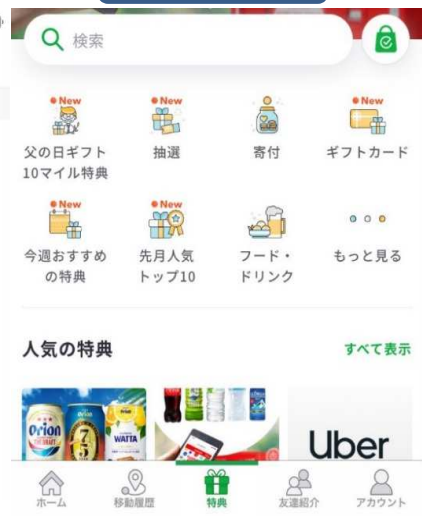 検索
New
New
New
父の日ギフト
10マイル特典
抽選
寄付
ギフトカード
New
New
今週おすすめ
の特典
先月人気
トップ10
フード・
ドリンク
もっと見る
人気の特典
すべて表示
Orion
75
WATTA
Uber
ホーム
移動履歴
特典
友達紹介
アカウント